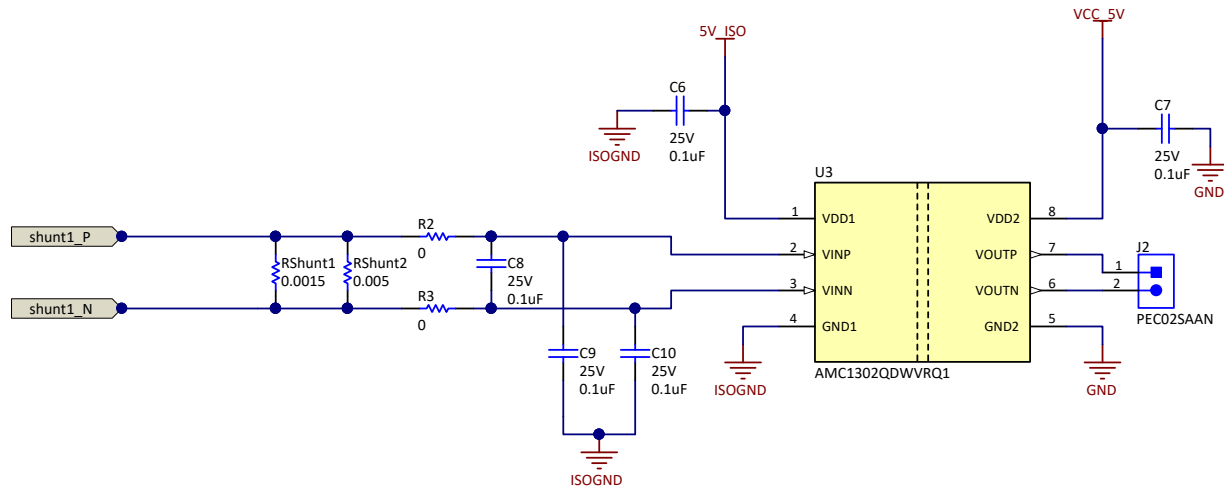 5V_ISO
VCC_5V
C6
25V
0.1uF
ISOGND
C7
25V
0.1uF
GND
U3
1
VDD1
VDD2
8
2
VINP
VOUTP
7
3
VINN
VOUTN
6
4
GND1
GND2
5
AMC1302QDWVRQ1
ISOGND
GND
J2
1
2
PEC02SAAN
shunt1_P
shunt1_N
RShunt1
0.0015
RShunt2
0.005
R2
0
R3
0
C8
25V
0.1uF
C9
25V
0.1uF
C10
25V
0.1uF
ISOGND